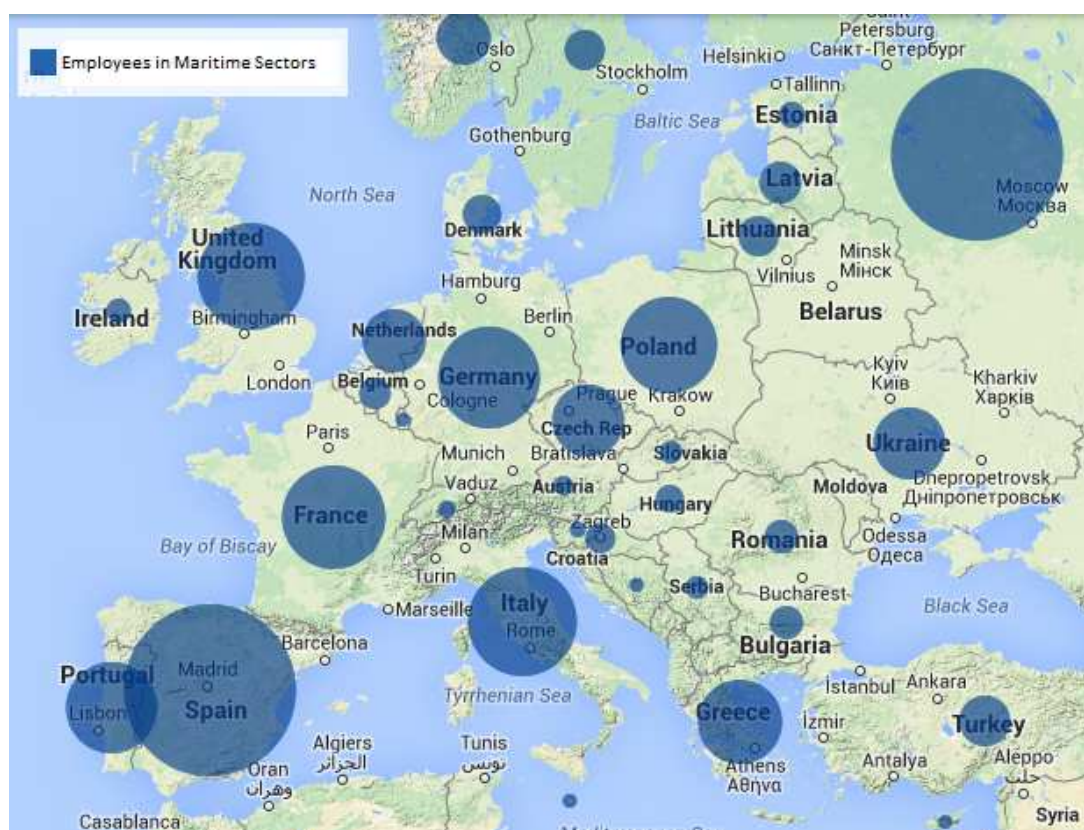 Employees in Maritime Sectors
Oslo
Helsinki
Petersburg
Санкт-Петербург
Stockholm
Tallinn
Estonia
Baltic Sea
Gothenburg
North Sea
Latvia
Moscow
Москва
Denmark
Lithuania
United
Kingdom
Minsk
Мінск
Vilnius
Hamburg
Ireland
Birmingham
Netherlands
Berlin
Poland
Belarus
London
Belgium
Cologne
Germany
Prague
Krakow
Kyiv
Київ
Kharkiv
Харків
Paris
Czech Rep
Munich
Bratislava
Slovakia
Ukraine
Vaduz
Austria
Hungary
Moldova
Dnepropetrovsk
Дніпропетровськ
France
Milan
Zagreb
Croatia
Romania
Odessa
Одеса
Bay of Biscay
Turin
Serbia
Bucharest
Marseille
Italy
Rome
Black Sea
Barcelona
Bulgaria
Portugal
Madrid
Spain
Lisbon
Tyrrhenian Sea
İstanbul
Ankara
Greece
İzmir
Turkey
Algiers
الجزائر
Tunis
تونس
Athens
Αθήνα
Antalya
Aleppo
حلب
Oran
وهران
Casablanca
Syria